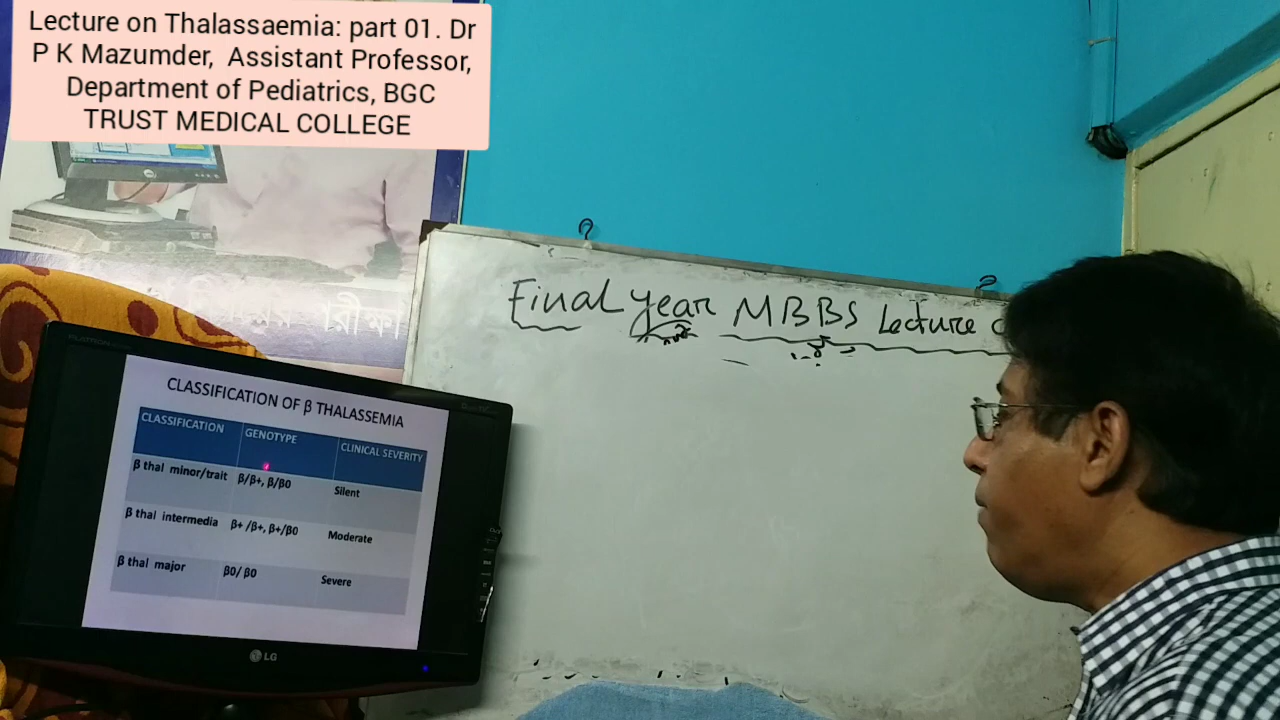 Lecture on Thalassaemia: part 01. Dr
P K Mazumder, Assistant Professor,
Department of Pediatrics, BGC
TRUST MEDICAL COLLEGE
Final year MBBS Lecture
CLASSIFICATION OF β THALASSEMIA
CLASSIFICATION GENOTYPE CLINICAL SEVERITY
β thal minor/trait β/β+, β/β0 Silent
β thal intermedia β+ /β+, β+/β0 Moderate
β thal major β0/ β0 Severe
LG